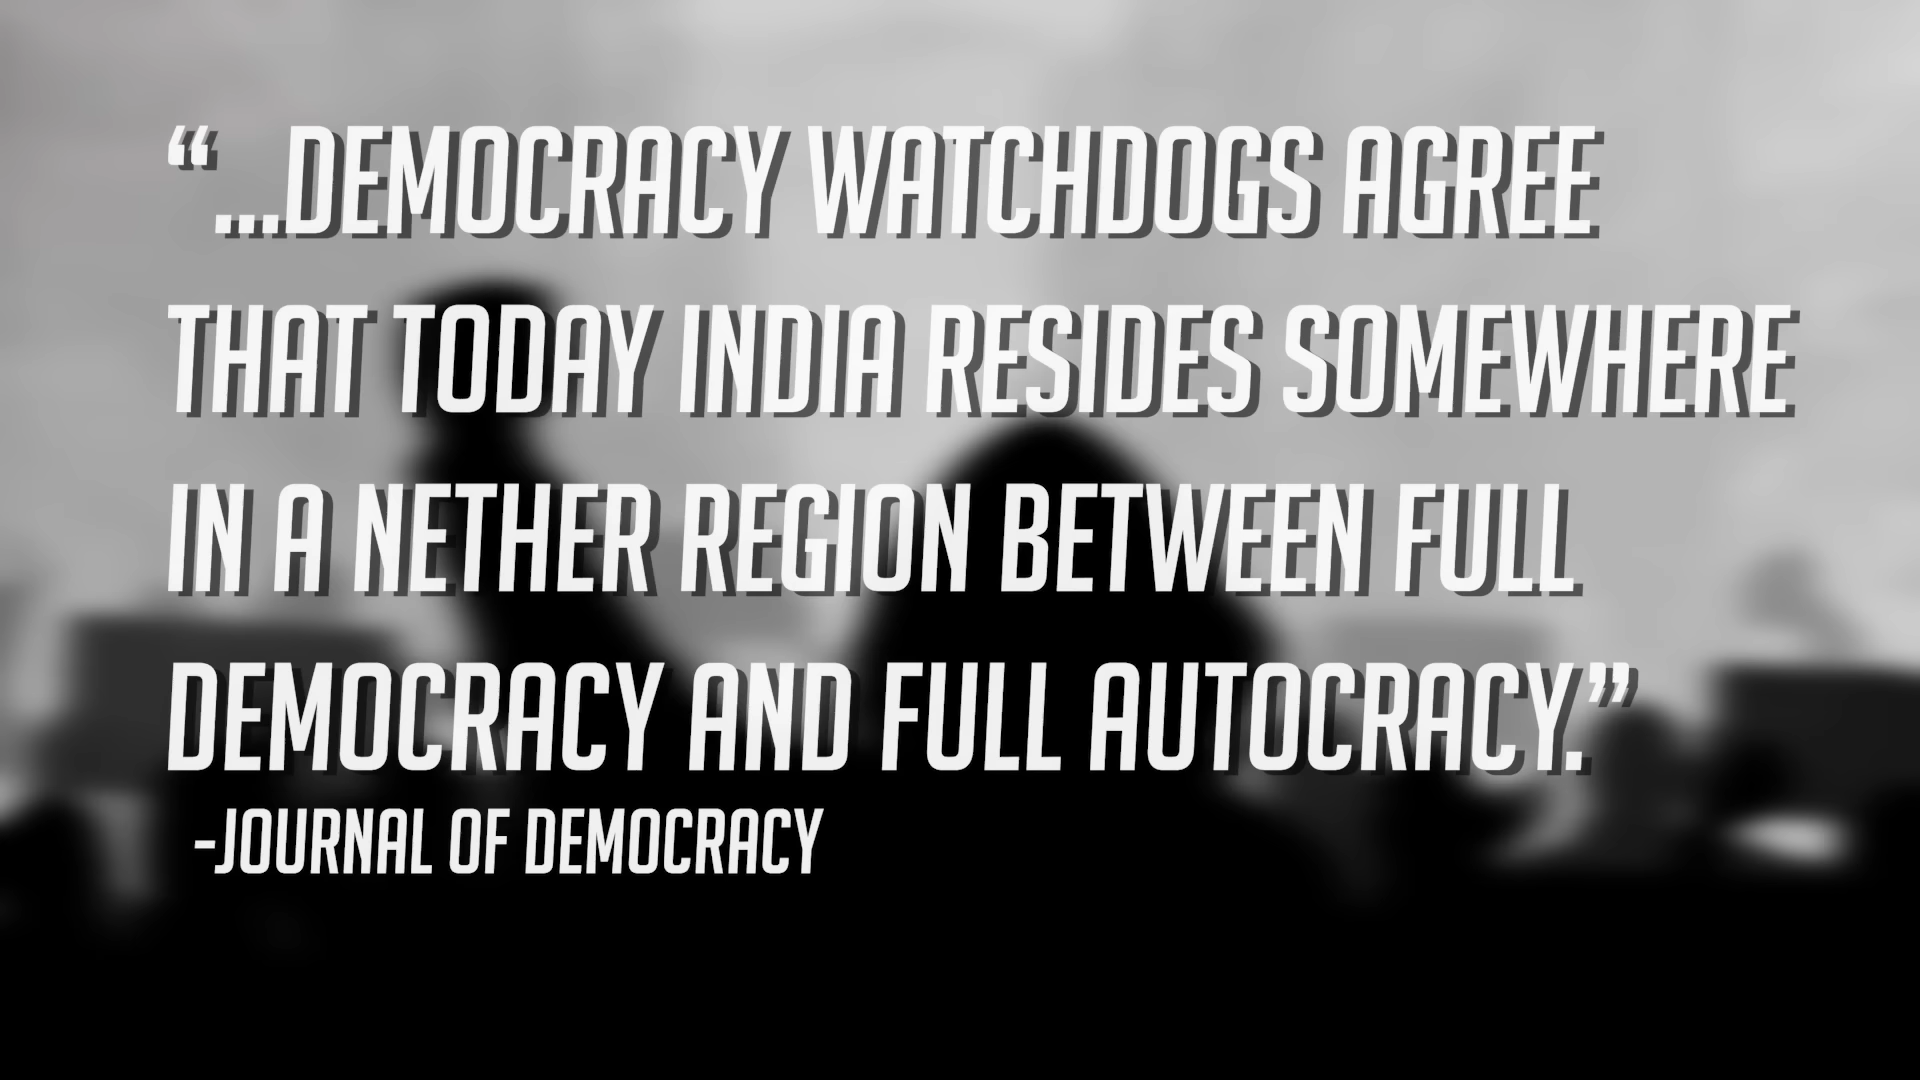 “...DEMOCRACY WATCHDOGS AGREE
THAT TODAY INDIA RESIDES SOMEWHERE
IN A NETHER REGION BETWEEN FULL
DEMOCRACY AND FULL AUTOCRACY.”
-JOURNAL OF DEMOCRACY